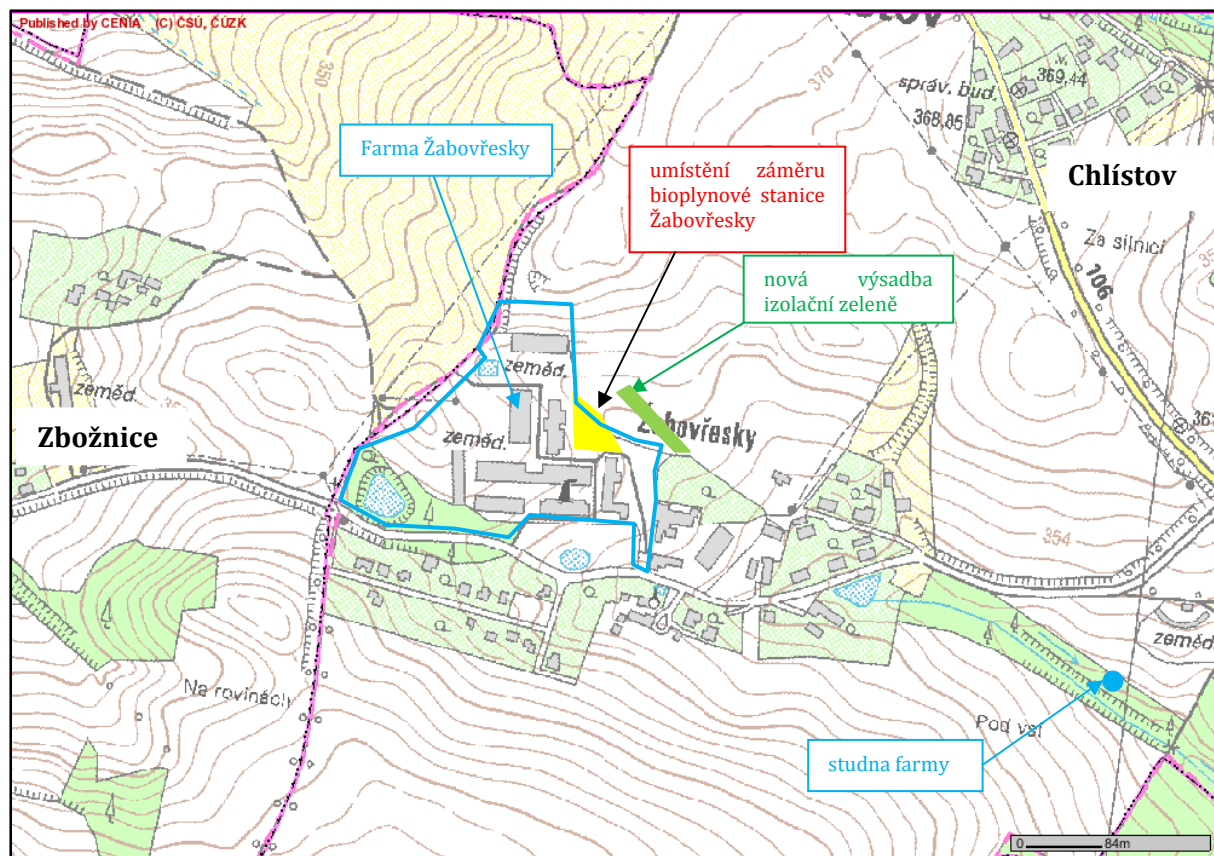 Published by CENIA (C) ČSÚ, ČÚZK
350
370
správ. bud.
369,44
368,85
Farma Žabovřesky
umístění záměru
bioplynové stanice
Žabovřesky
Chlístov
Za silnicí
106
nová výsadba
izolační zeleně
zeměd.
zeměd.
zeměd.
Zbožnice
Žabovřesky
354
zeměd.
Na rovinách
Pod vsí
studna farmy
0
84m